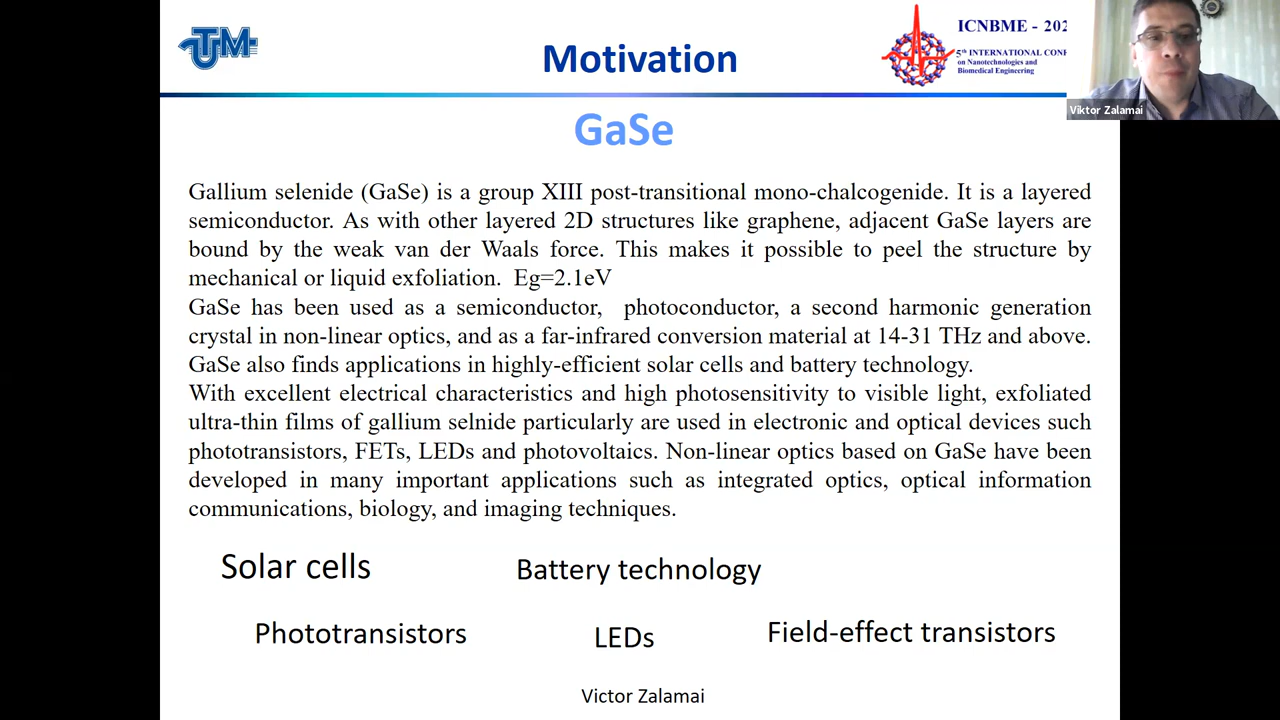 UTM
Motivation
ICNBME - 202
5th INTERNATIONAL CONF
on Nanotechnologies and
Biomedical Engineering
Viktor Zalamai
GaSe
Gallium selenide (GaSe) is a group XIII post-transitional mono-chalcogenide. It is a layered
semiconductor. As with other layered 2D structures like graphene, adjacent GaSe layers are
bound by the weak van der Waals force. This makes it possible to peel the structure by
mechanical or liquid exfoliation. Eg=2.1eV
GaSe has been used as a semiconductor, photoconductor, a second harmonic generation
crystal in non-linear optics, and as a far-infrared conversion material at 14-31 THz and above.
GaSe also finds applications in highly-efficient solar cells and battery technology.
With excellent electrical characteristics and high photosensitivity to visible light, exfoliated
ultra-thin films of gallium selnide particularly are used in electronic and optical devices such
phototransistors, FETs, LEDs and photovoltaics. Non-linear optics based on GaSe have been
developed in many important applications such as integrated optics, optical information
communications, biology, and imaging techniques.
Solar cells
Battery technology
Phototransistors
LEDs
Field-effect transistors
Victor Zalamai